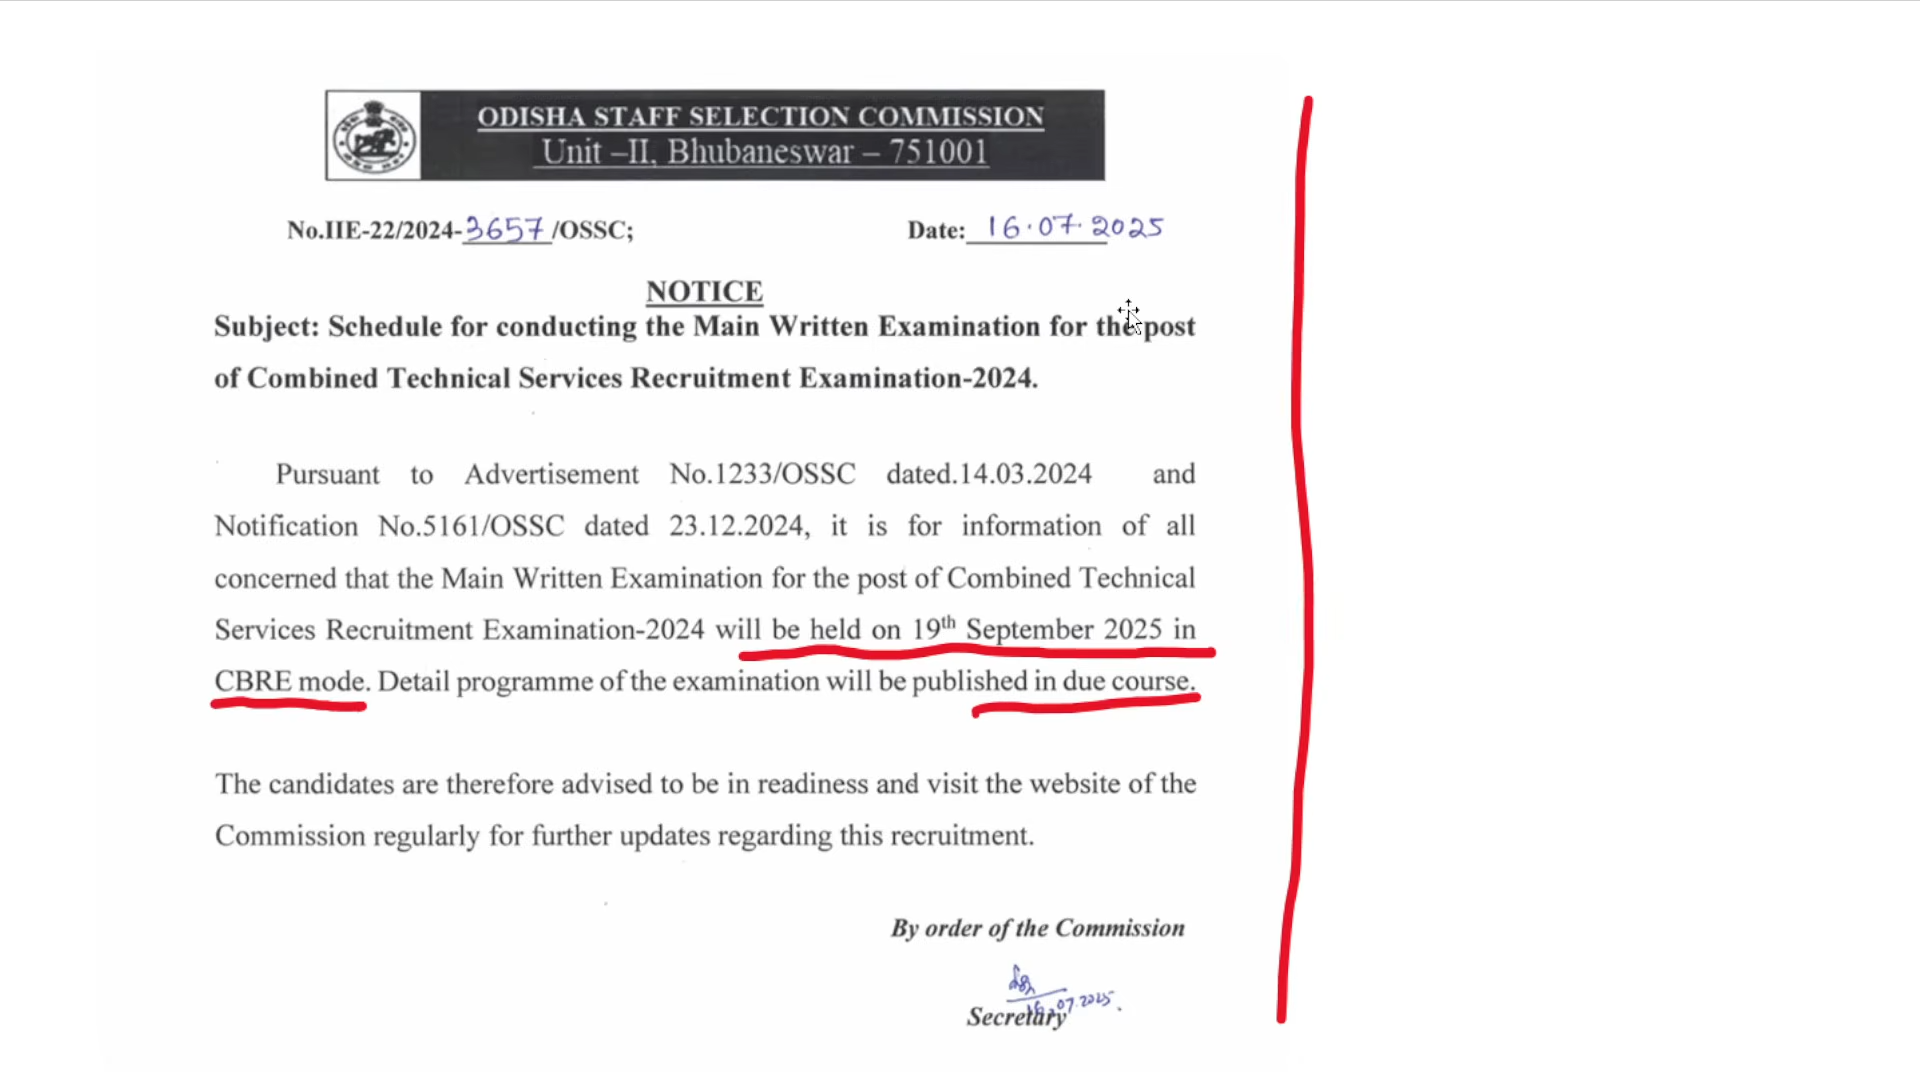 ODISHA STAFF SELECTION COMMISSION
Unit –II, Bhubaneswar – 751001
No.IIE-22/2024-3657/OSSC;
Date: 16.07.2025
NOTICE
Subject: Schedule for conducting the Main Written Examination for the post
of Combined Technical Services Recruitment Examination-2024.
Pursuant to Advertisement No.1233/OSSC dated.14.03.2024 and
Notification No.5161/OSSC dated 23.12.2024, it is for information of all
concerned that the Main Written Examination for the post of Combined Technical
Services Recruitment Examination-2024 will be held on 19th September 2025 in
CBRE mode. Detail programme of the examination will be published in due course.
The candidates are therefore advised to be in readiness and visit the website of the
Commission regularly for further updates regarding this recruitment.
By order of the Commission
16.07.2025.
Secretary